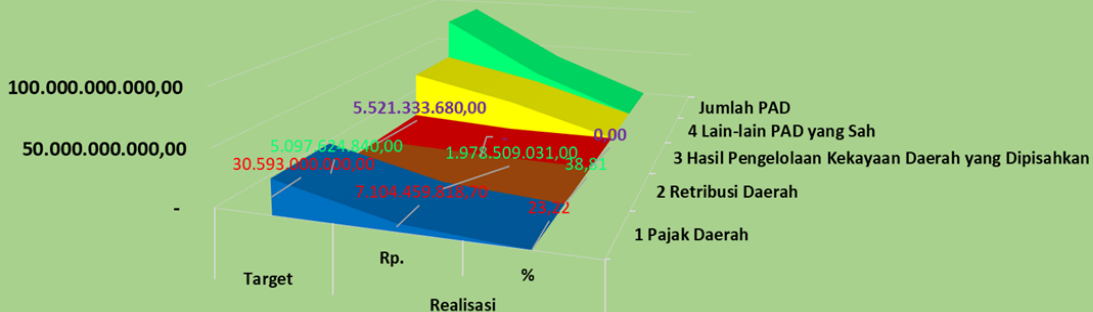 100.000.000.000,00
50.000.000.000,00
-
5.521.333.680,00
-
0.00
5.097.624.840,00
1.978.509.031,00
38,81
30.593.000.000,00
7.104.459.818,70
23,22
Jumlah PAD
4 Lain-lain PAD yang Sah
3 Hasil Pengelolaan Kekayaan Daerah yang Dipisahkan
2 Retribusi Daerah
1 Pajak Daerah
Target
Rp.
%
Realisasi